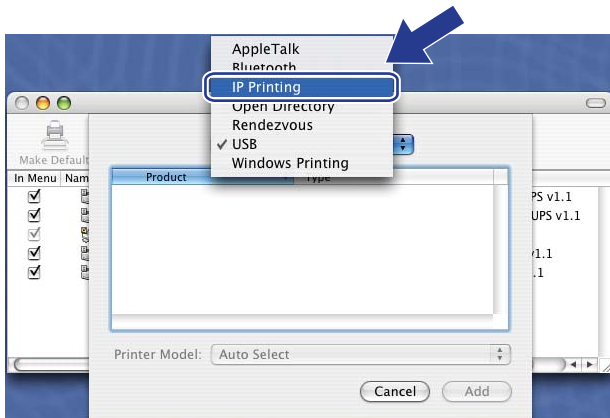 AppleTalk
Bluetooth
IP Printing
Open Directory
Rendezvous
✓ USB
Windows Printing
Make Default
In Menu Nam
Product Type
PS v1.1
UPS v1.1
v1.1
.1
Printer Model: Auto Select
Cancel Add